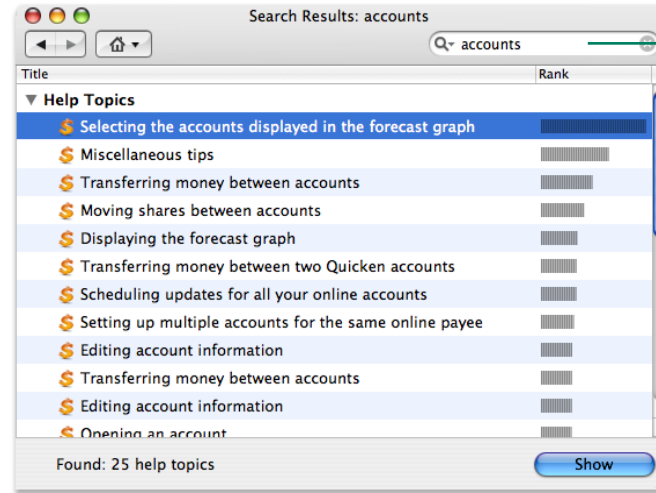 Search Results: accounts
accounts
Title Rank
Help Topics
Selecting the accounts displayed in the forecast graph
Miscellaneous tips
Transferring money between accounts
Moving shares between accounts
Displaying the forecast graph
Transferring money between two Quicken accounts
Scheduling updates for all your online accounts
Setting up multiple accounts for the same online payee
Editing account information
Transferring money between accounts
Editing account information
Opening an account
Found: 25 help topics
Show